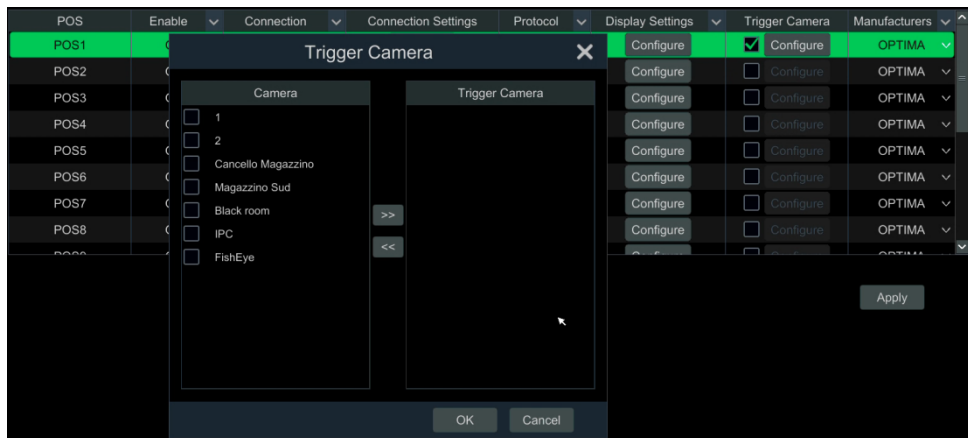 POS Enable Connection Connection Settings Protocol Display Settings Trigger Camera Manufacturers
POS1 Configure Configure OPTIMA
Trigger Camera
POS2 Configure Configure OPTIMA
POS3 Configure Configure OPTIMA
Camera Trigger Camera
POS4 Configure Configure OPTIMA
1
2
POS5 Configure Configure OPTIMA
Cancello Magazzino
POS6 Configure Configure OPTIMA
Magazzino Sud
POS7 Configure Configure OPTIMA
Black room
>>
POS8 Configure Configure OPTIMA
IPC
<<
FishEye
Apply
OK Cancel